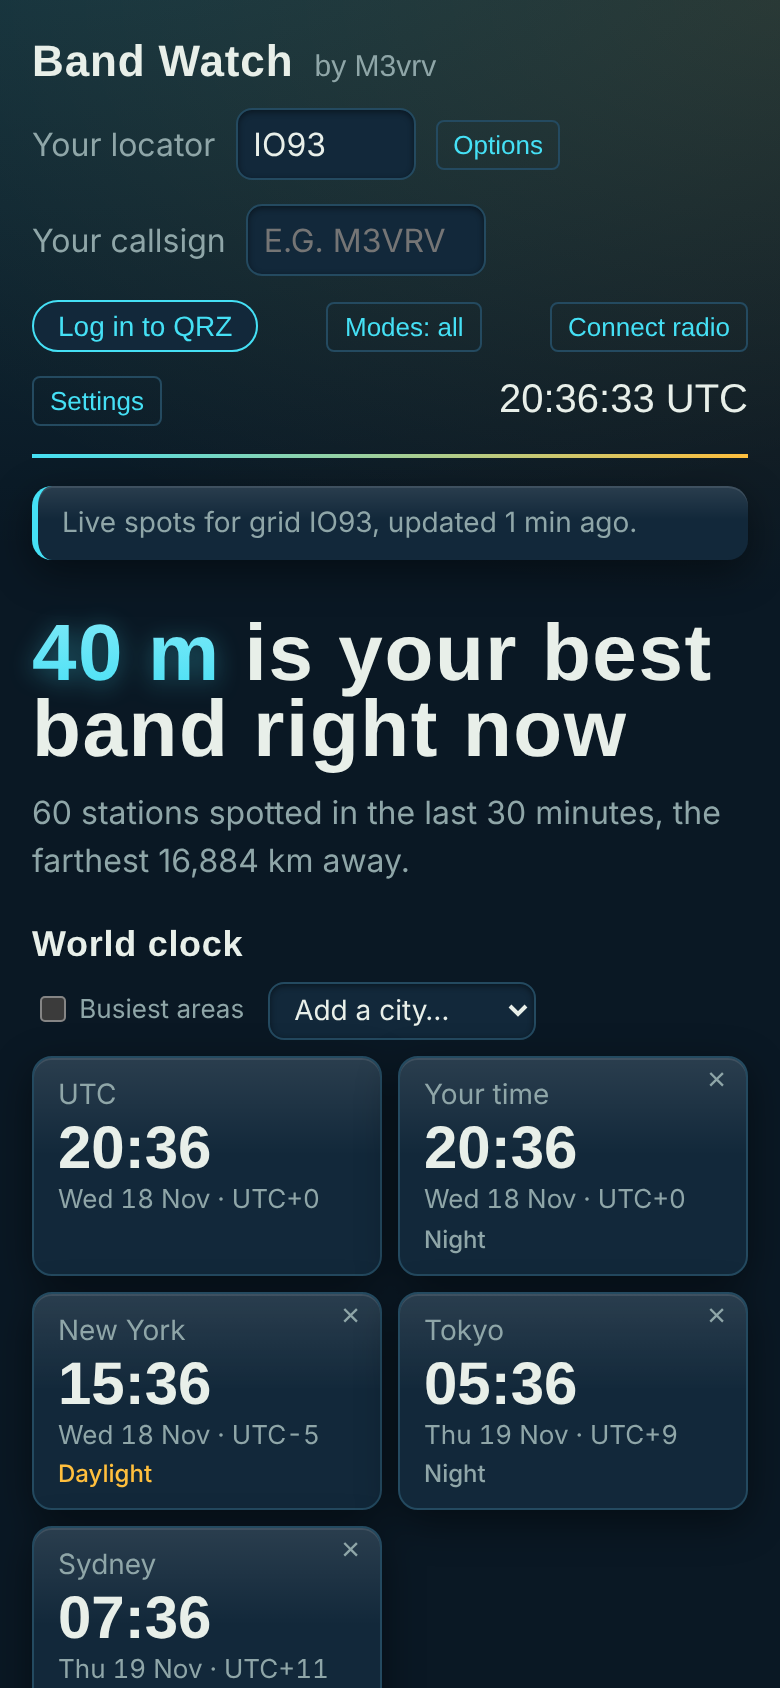 Band Watch by M3vrv
Your locator IO93 Options
Your callsign E.G. M3VRV
Log in to QRZ Modes: all Connect radio
Settings 20:36:33 UTC
Live spots for grid IO93, updated 1 min ago.
40 m is your best
band right now
60 stations spotted in the last 30 minutes, the
farthest 16,884 km away.
World clock
Busiest areas Add a city...
UTC
20:36
Wed 18 Nov · UTC+0
Your time ×
20:36
Wed 18 Nov · UTC+0
Night
New York ×
15:36
Wed 18 Nov · UTC-5
Daylight
Tokyo ×
05:36
Thu 19 Nov · UTC+9
Night
Sydney ×
07:36
Thu 19 Nov · UTC+11